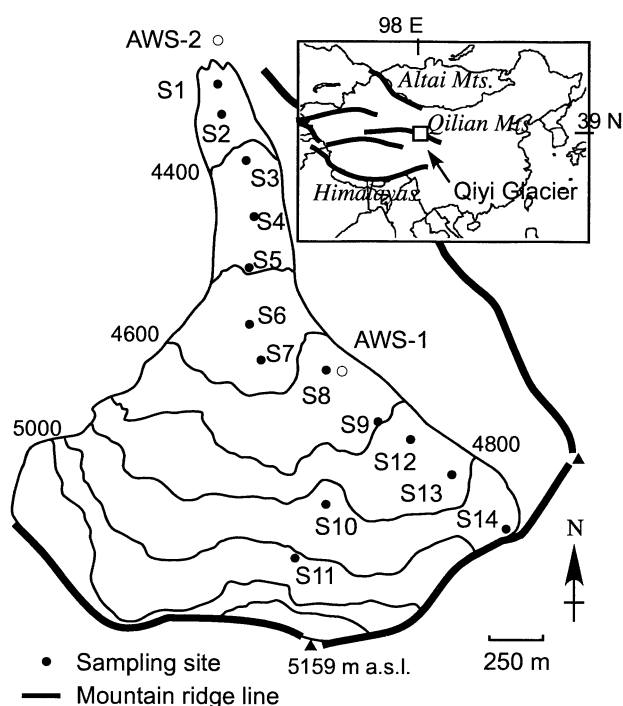 98 E
AWS-2
Altai Mts.
S1
Qilian Mts.
39 N
S2
S3
4400
Himalayas
Qiyi Glacier
S4
S5
S6
4600
AWS-1
S7
S8
S9
5000
S12
4800
S13
S10
S14
N
S11
Sampling site
5159 m a.s.l.
250 m
Mountain ridge line